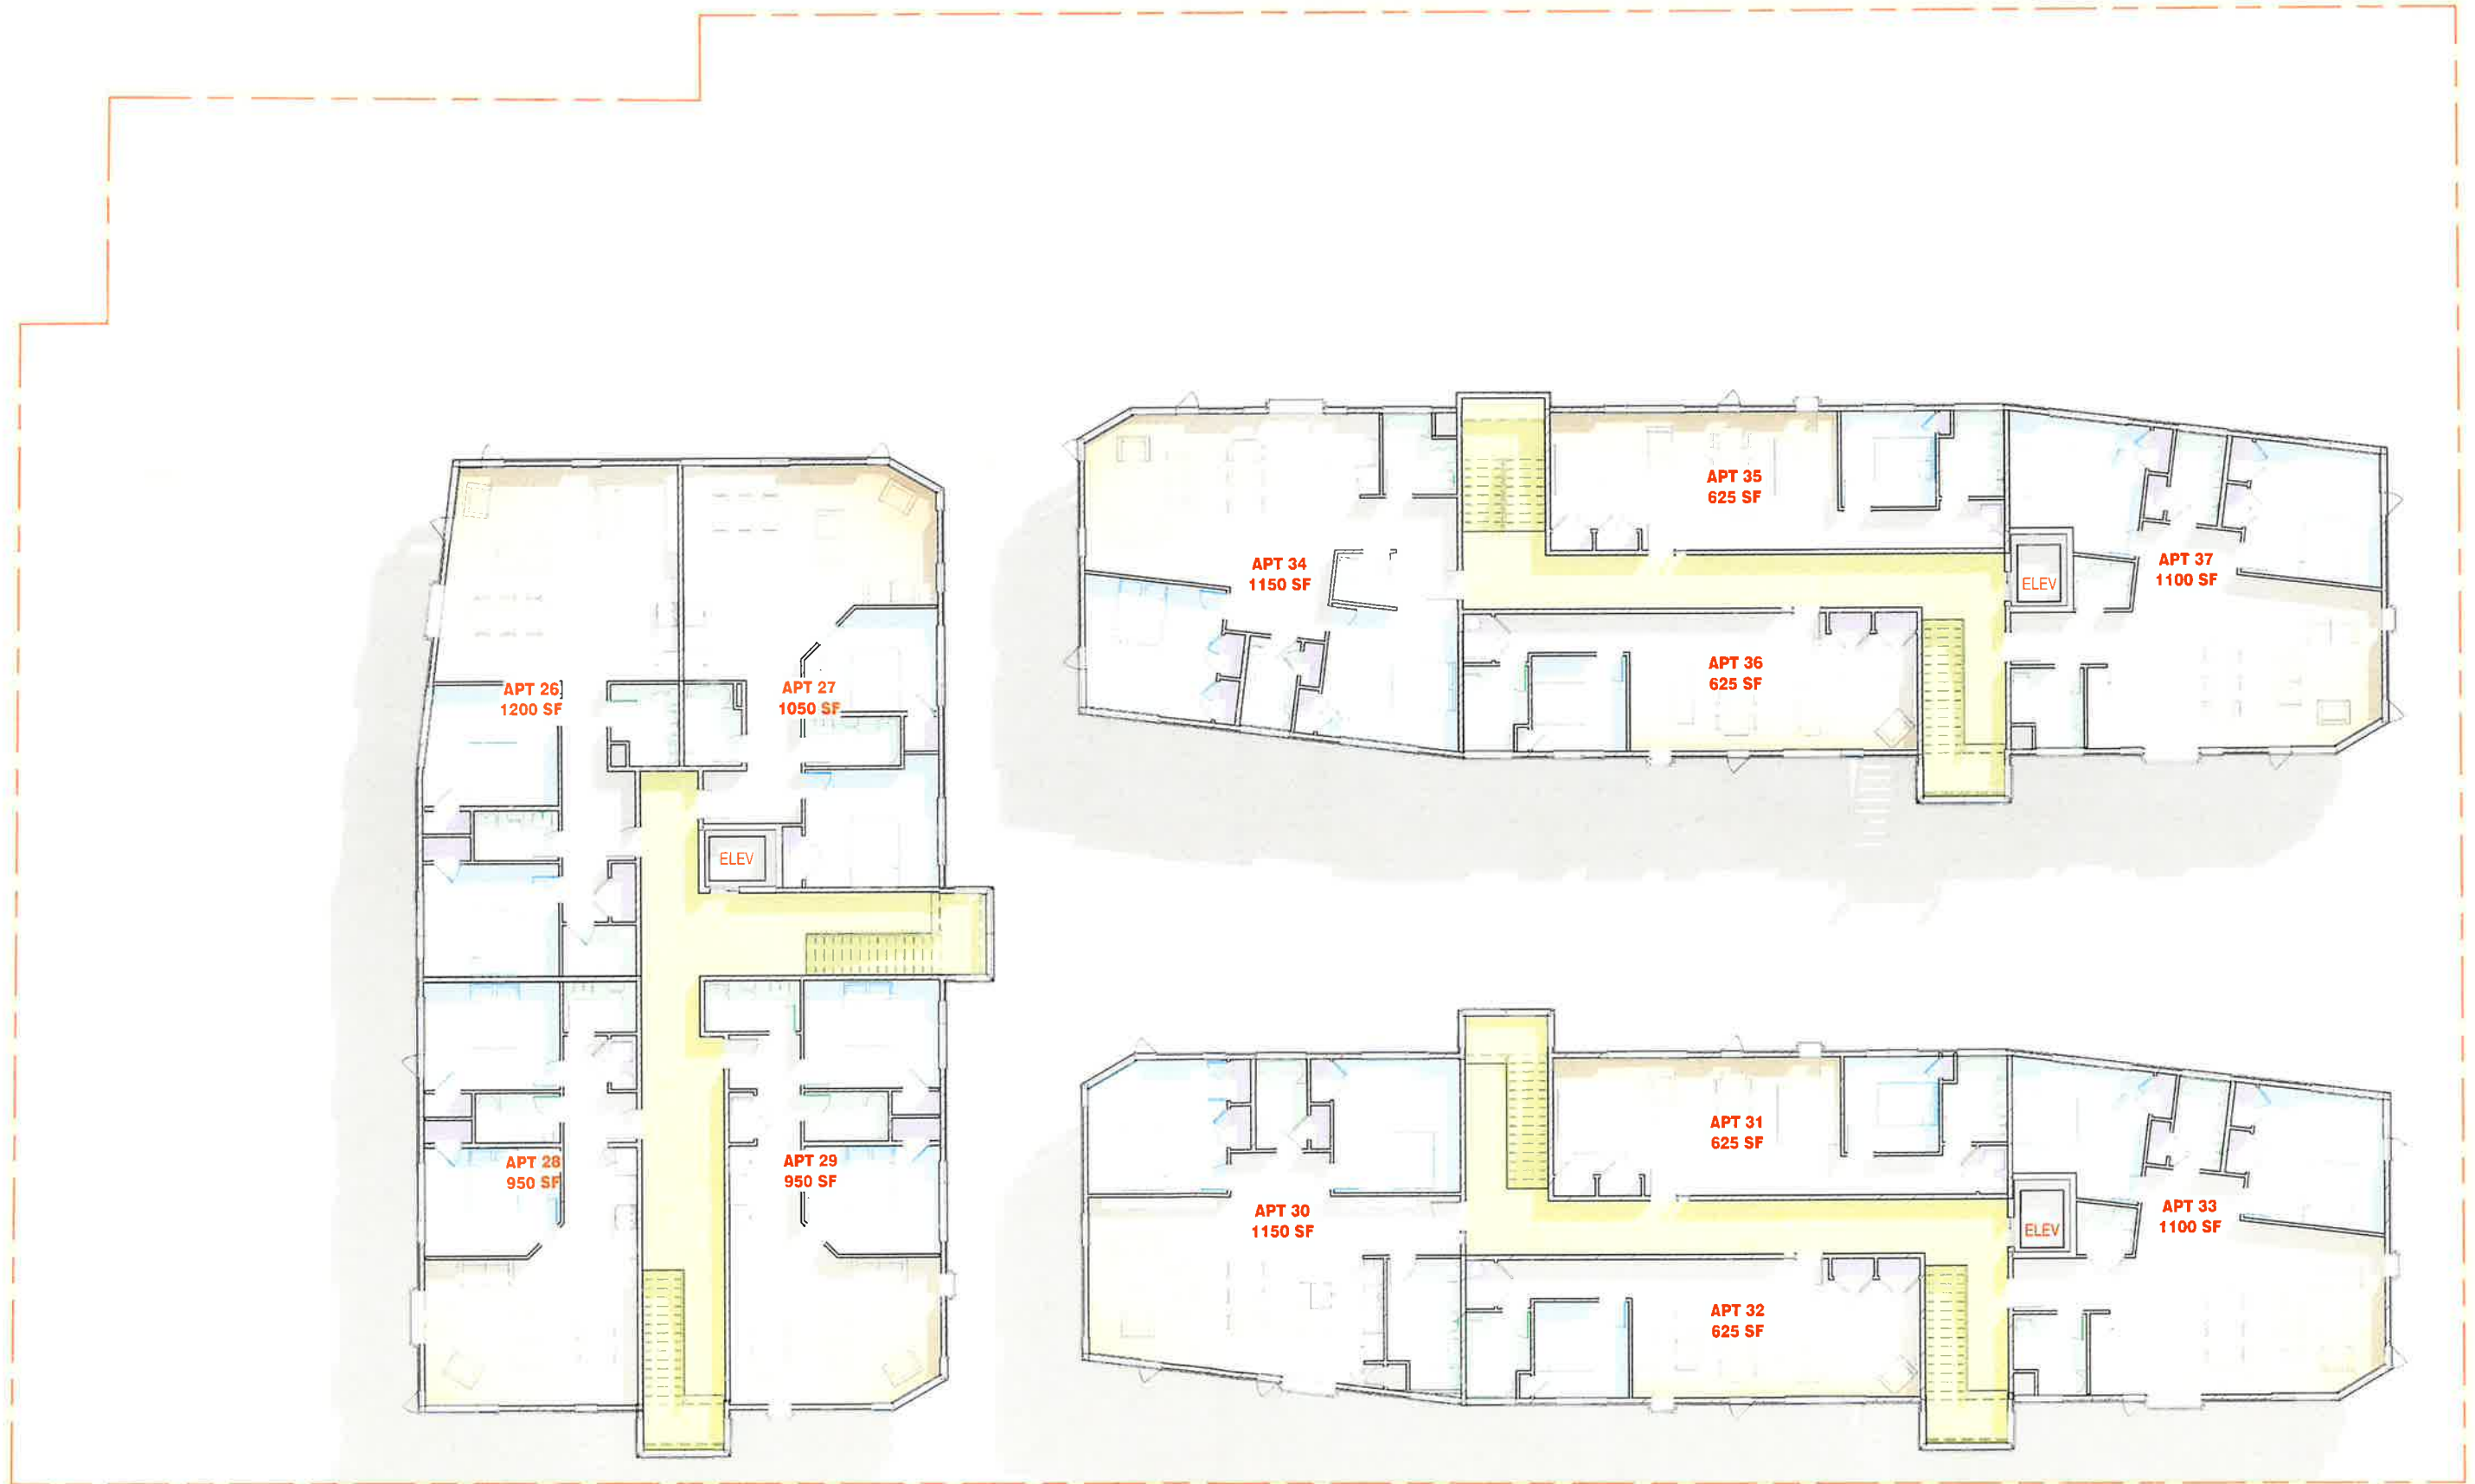 APT 35
625 SF
APT 34
1150 SF
APT 37
1100 SF
ELEV
APT 36
625 SF
APT 26
1200 SF
APT 27
1050 SF
ELEV
APT 31
625 SF
APT 28
950 SF
APT 29
950 SF
APT 30
1150 SF
APT 33
1100 SF
ELEV
APT 32
625 SF